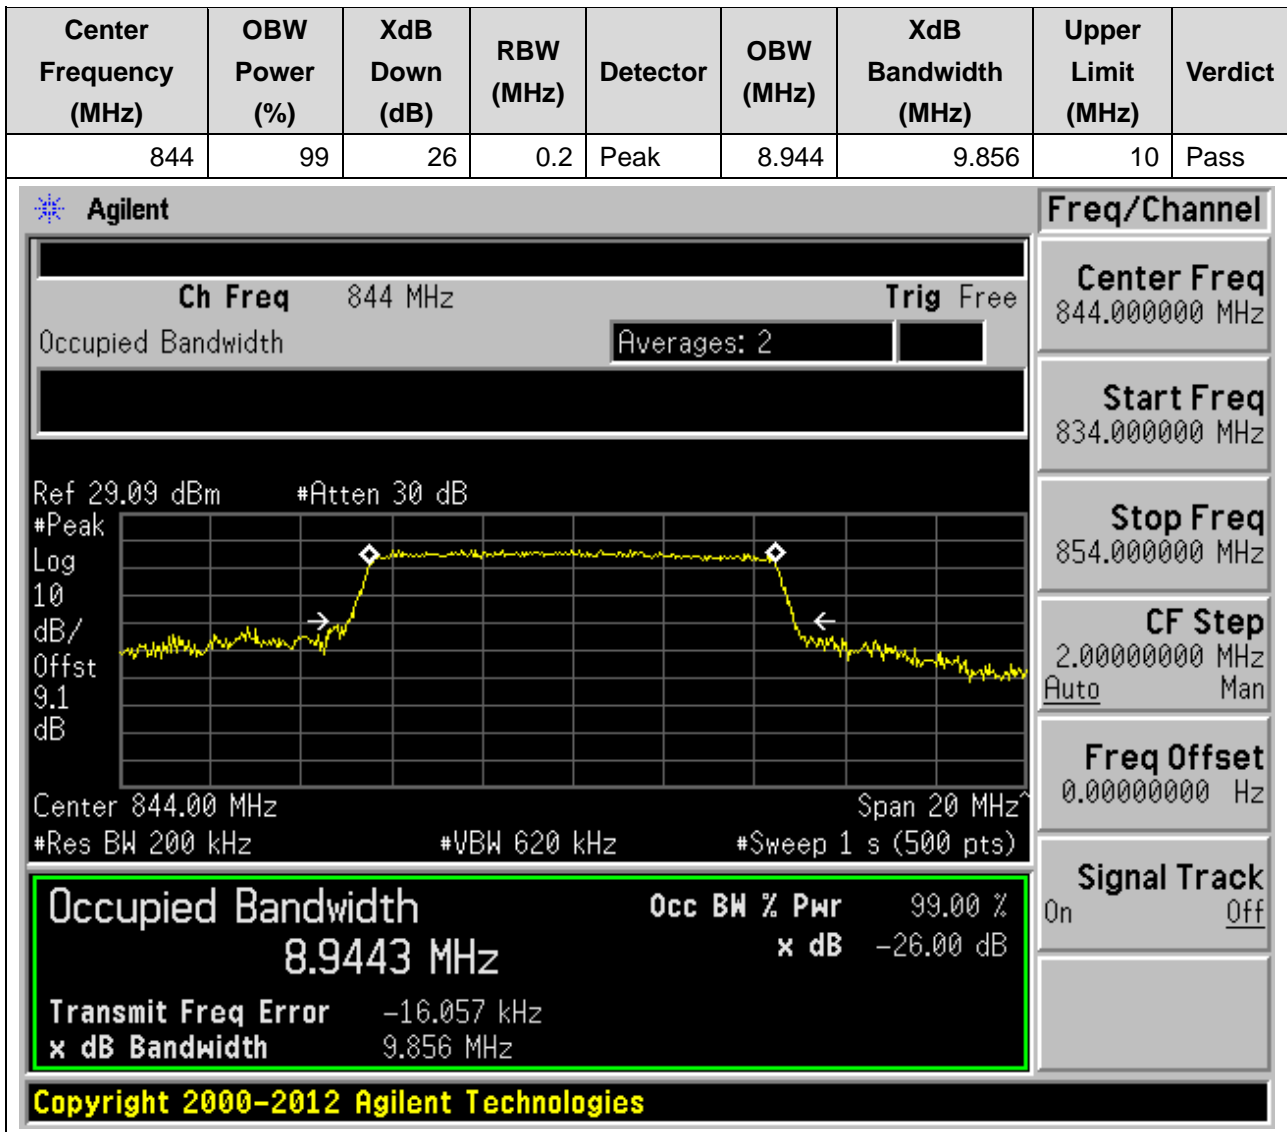 Center Frequency (MHz) OBW Power (%) XdB Down (dB) RBW (MHz) Detector OBW (MHz) XdB Bandwidth (MHz) Upper Limit (MHz) Verdict
844 99 26 0.2 Peak 8.944 9.856 10 Pass
Agilent
Freq/Channel
Ch Freq 844 MHz Trig Free
Occupied Bandwidth Averages: 2
Center Freq
844.000000 MHz
Start Freq
834.000000 MHz
Stop Freq
854.000000 MHz
CF Step
2.00000000 MHz
Auto Man
Freq Offset
0.00000000 Hz
Signal Track
On Off
Ref 29.09 dBm #Atten 30 dB
#Peak
Log
10
dB/
Offst
9.1
dB
Center 844.00 MHz Span 20 MHz^
#Res BW 200 kHz #VBW 620 kHz #Sweep 1 s (500 pts)
Occupied Bandwidth Occ BW % Pwr 99.00 %
8.9443 MHz x dB -26.00 dB
Transmit Freq Error -16.057 kHz
x dB Bandwidth 9.856 MHz
Copyright 2000-2012 Agilent Technologies